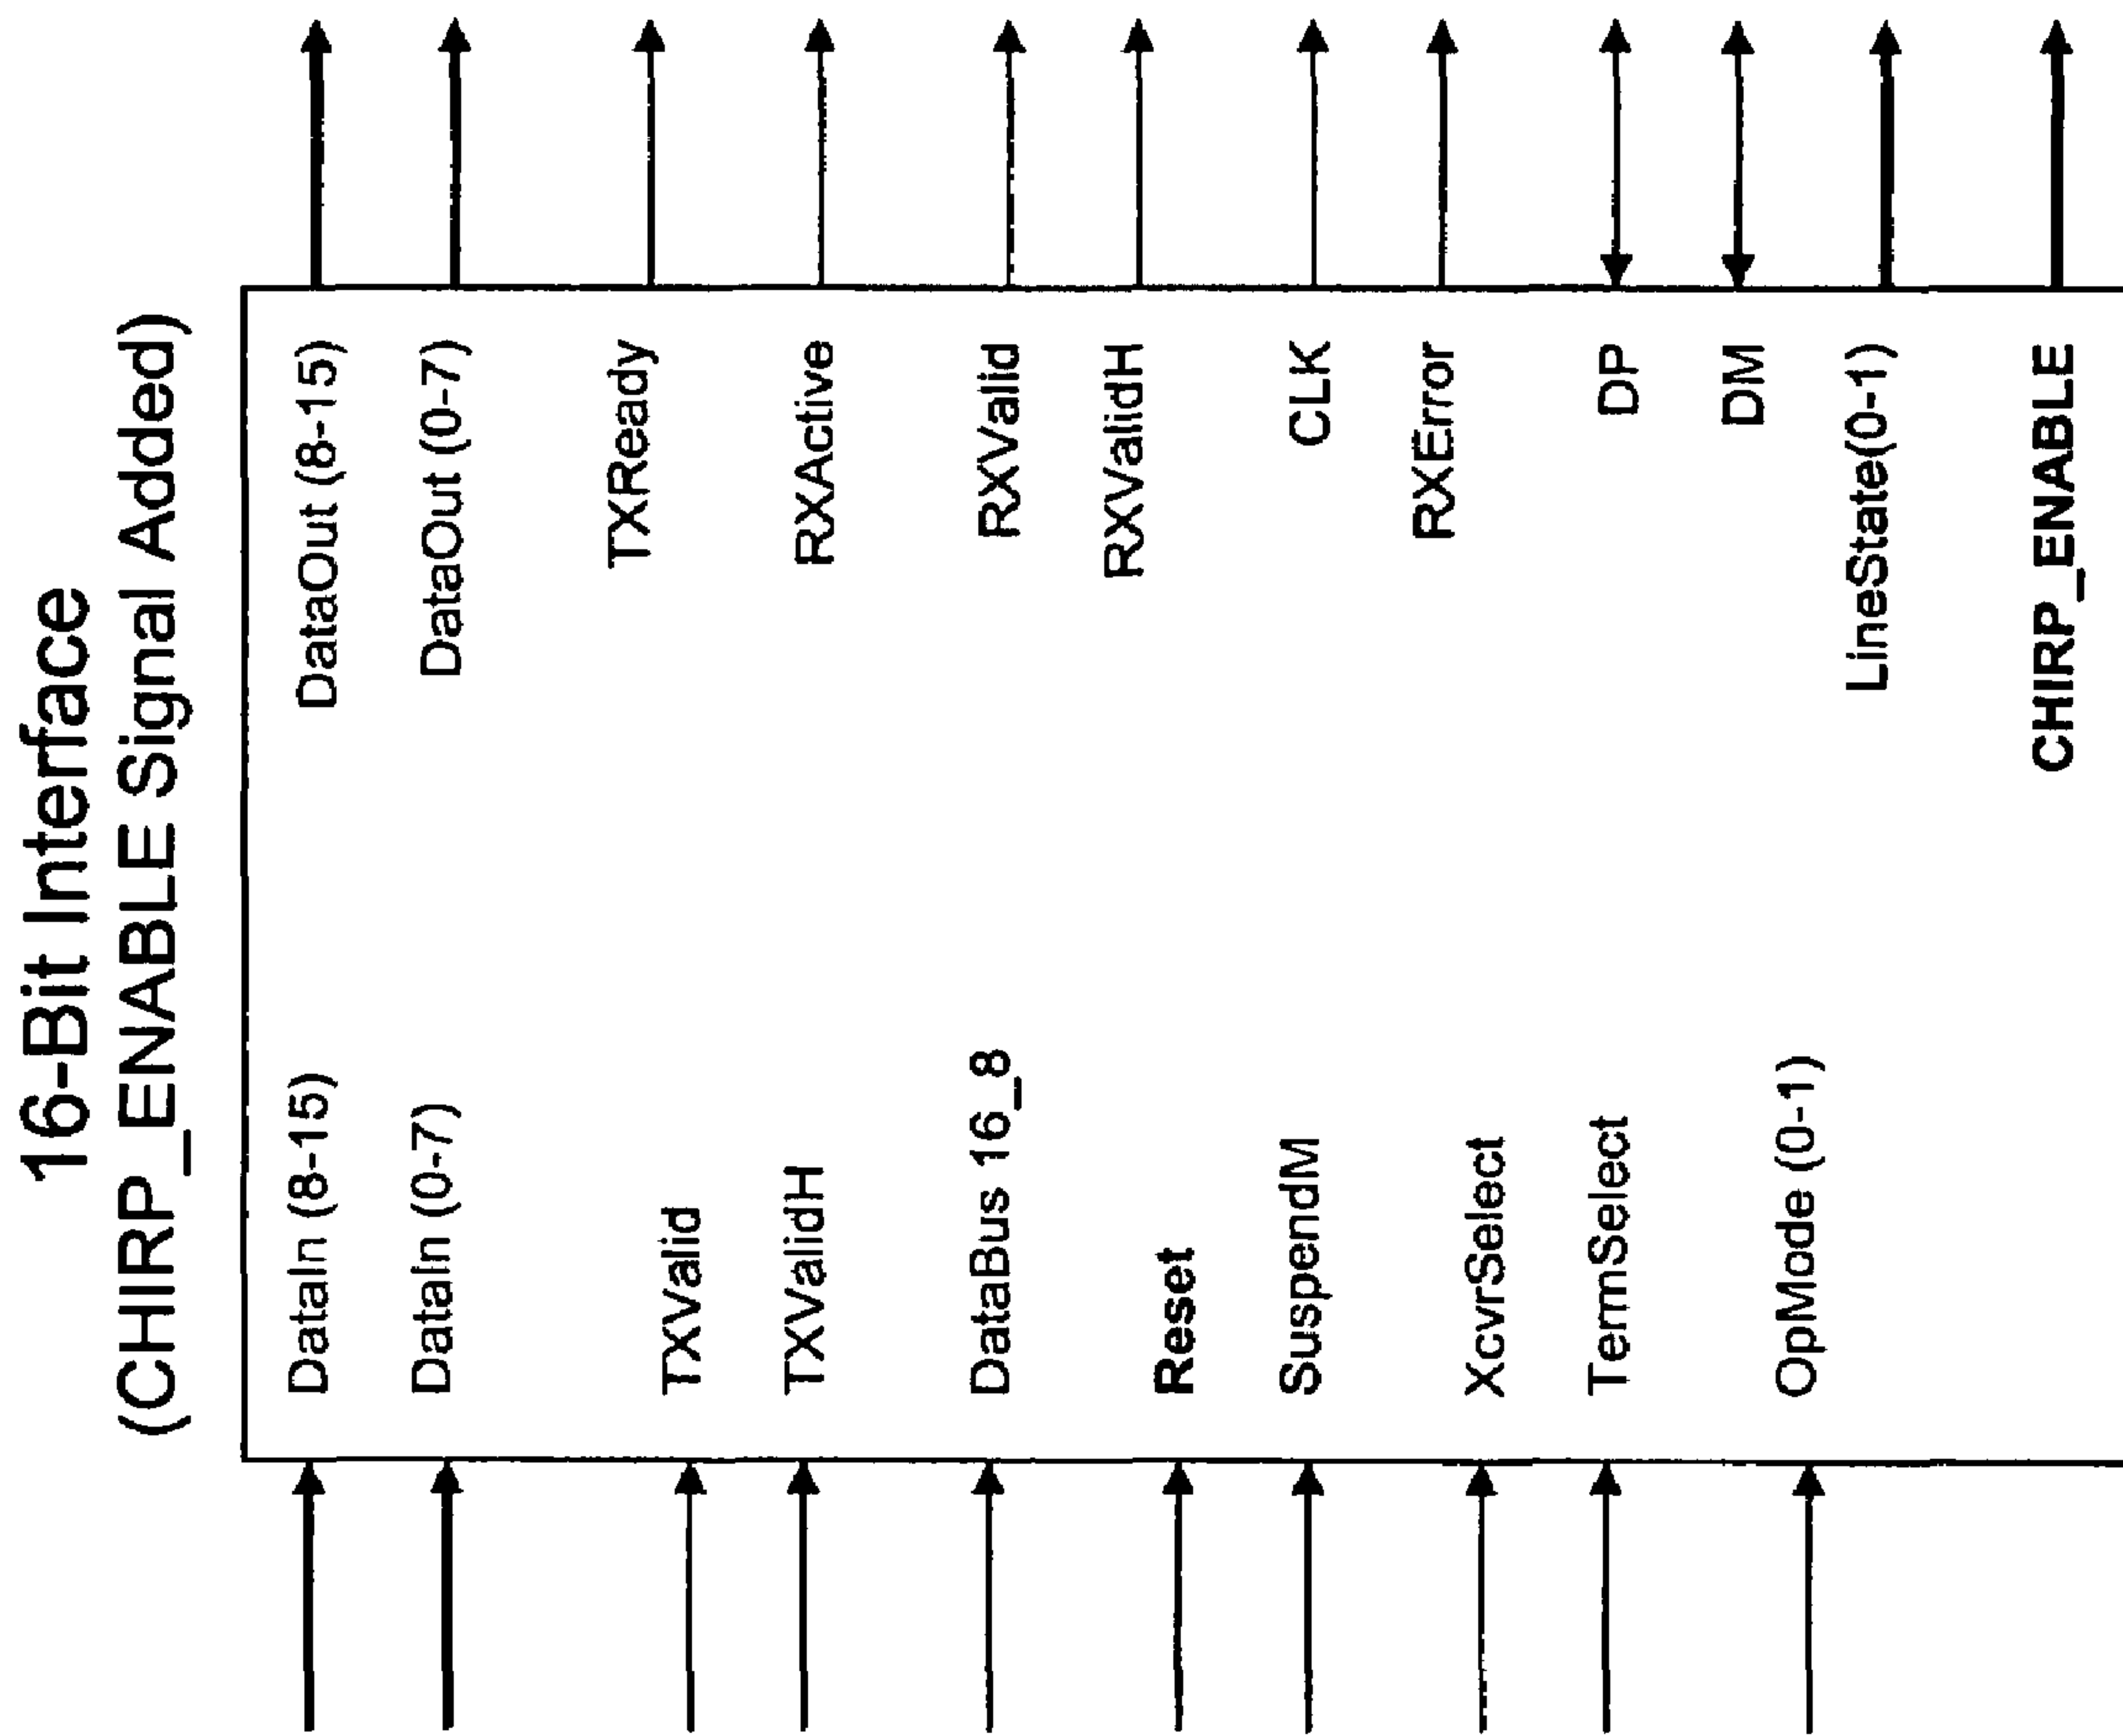 16-Bit Interface
(CHIRP_ENABLE Signal Added)
DataIn (8-15)
DataIn (0-7)
TXValid
TXValidH
DataBus 16_8
Reset
SuspendM
XcvrSelect
TermSelect
OpMode (0-1)
DataOut (8-15)
DataOut (0-7)
TXReady
RXActive
RXValid
RXValidH
CLK
RXError
DP
DM
LineState(0-1)
CHIRP_ENABLE